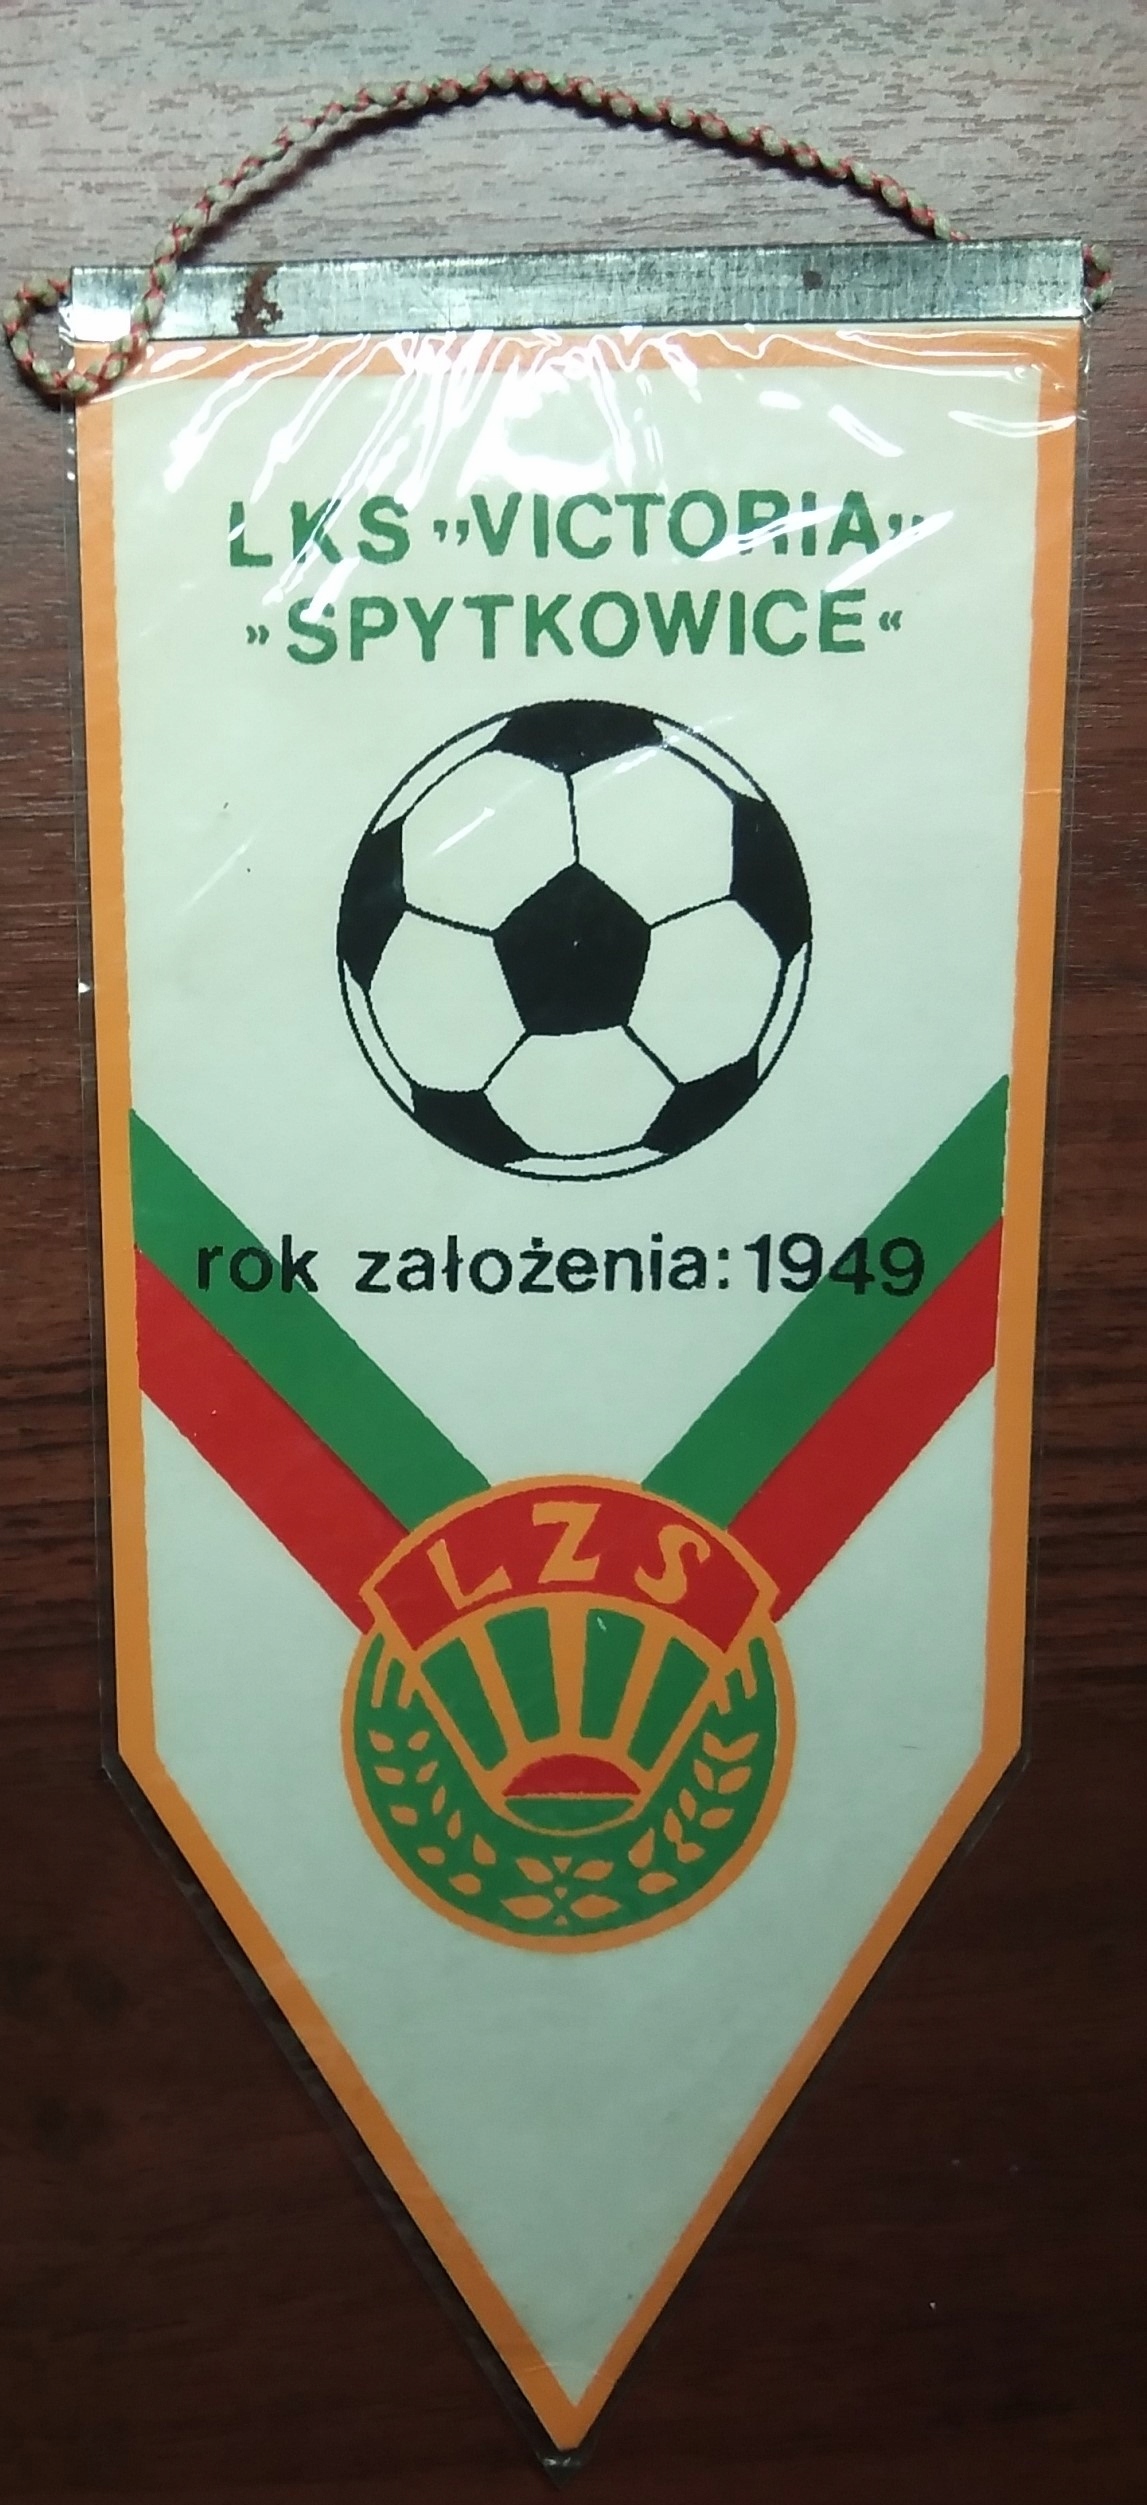 LKS „VICTORIA”
»SPYTKOWICE«
rok założenia: 1949
LZS